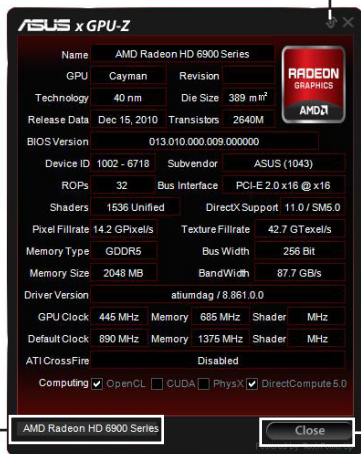 ASUS x GPU-Z
Name AMD Radeon HD 6900 Series
GPU Cayman Revision
RADEON
GRAPHICS
AMD
Technology 40 nm Die Size 389 mm²
Release Data Dec 15, 2010 Transistors 2640M
BIOS Version 013.010.000.009.000000
Device ID 1002 - 6718 Subvendor ASUS (1043)
ROPs 32 Bus Interface PCI-E 2.0 x16 @ x16
Shaders 1536 Unified DirectX Support 11.0 / SM5.0
Pixel Fillrate 14.2 GPixel/s Texture Fillrate 42.7 GTexel/s
Memory Type GDDR5 Bus Width 256 Bit
Memory Size 2048 MB BandWidth 87.7 GB/s
Driver Version atiumdag / 8.861.0.0
GPU Clock 445 MHz Memory 685 MHz Shader MHz
Default Clock 890 MHz Memory 1375 MHz Shader MHz
ATI CrossFire Disabled
Computing OpenCL CUDA PhysX DirectCompute 5.0
AMD Radeon HD 6900 Series Close